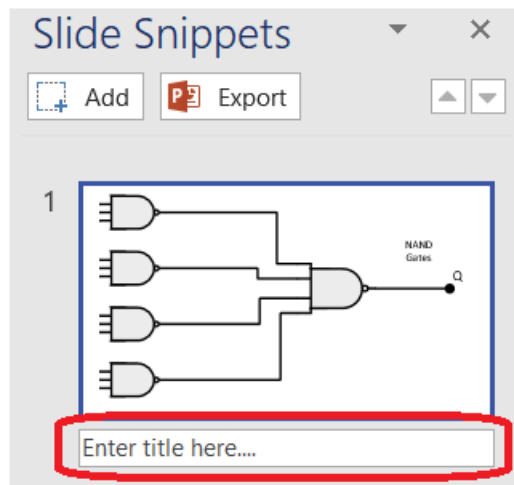 Slide Snippets
Add
Export
1
NAND
Gates
Q
Enter title here....